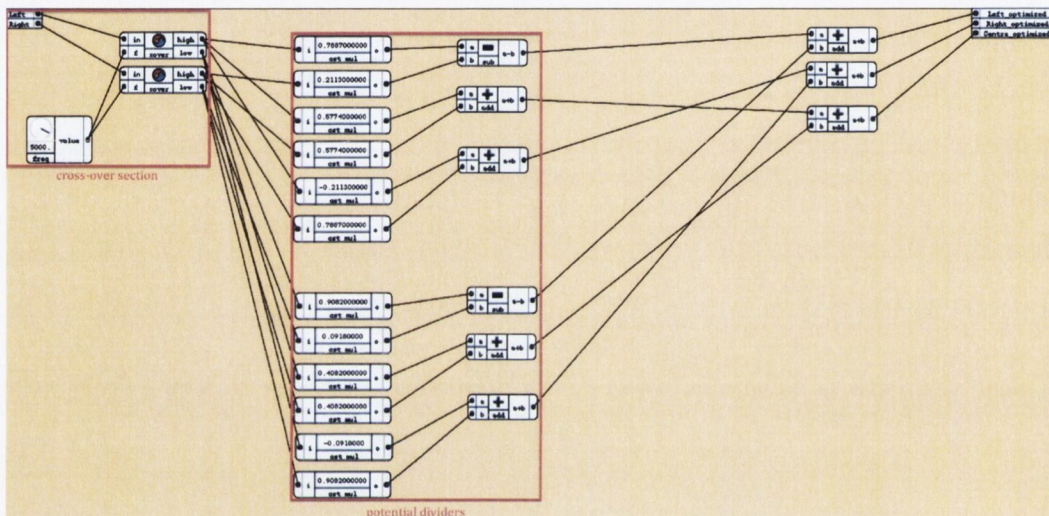 Left
Right
in high
f xover low
in high
f xover low
5000. value
freq
cross-over section
i 0.7887000000 o
cst mul
i 0.2113000000 o
cst mul
i 0.5774000000 o
cst mul
i 0.5774000000 o
cst mul
i -0.211300000 o
cst mul
i 0.7887000000 o
cst mul
i 0.9082000000 o
cst mul
i 0.09180000 o
cst mul
i 0.4082000000 o
cst mul
i 0.4082000000 o
cst mul
i -0.0918000 o
cst mul
i 0.9082000000 o
cst mul
a a-b
b sub
a a+b
b add
a a+b
b add
a a-b
b sub
a a+b
b add
a a+b
b add
potential dividers
a a+b
b add
a a+b
b add
a a+b
b add
Left optimized
Right optimized
Centre optimized